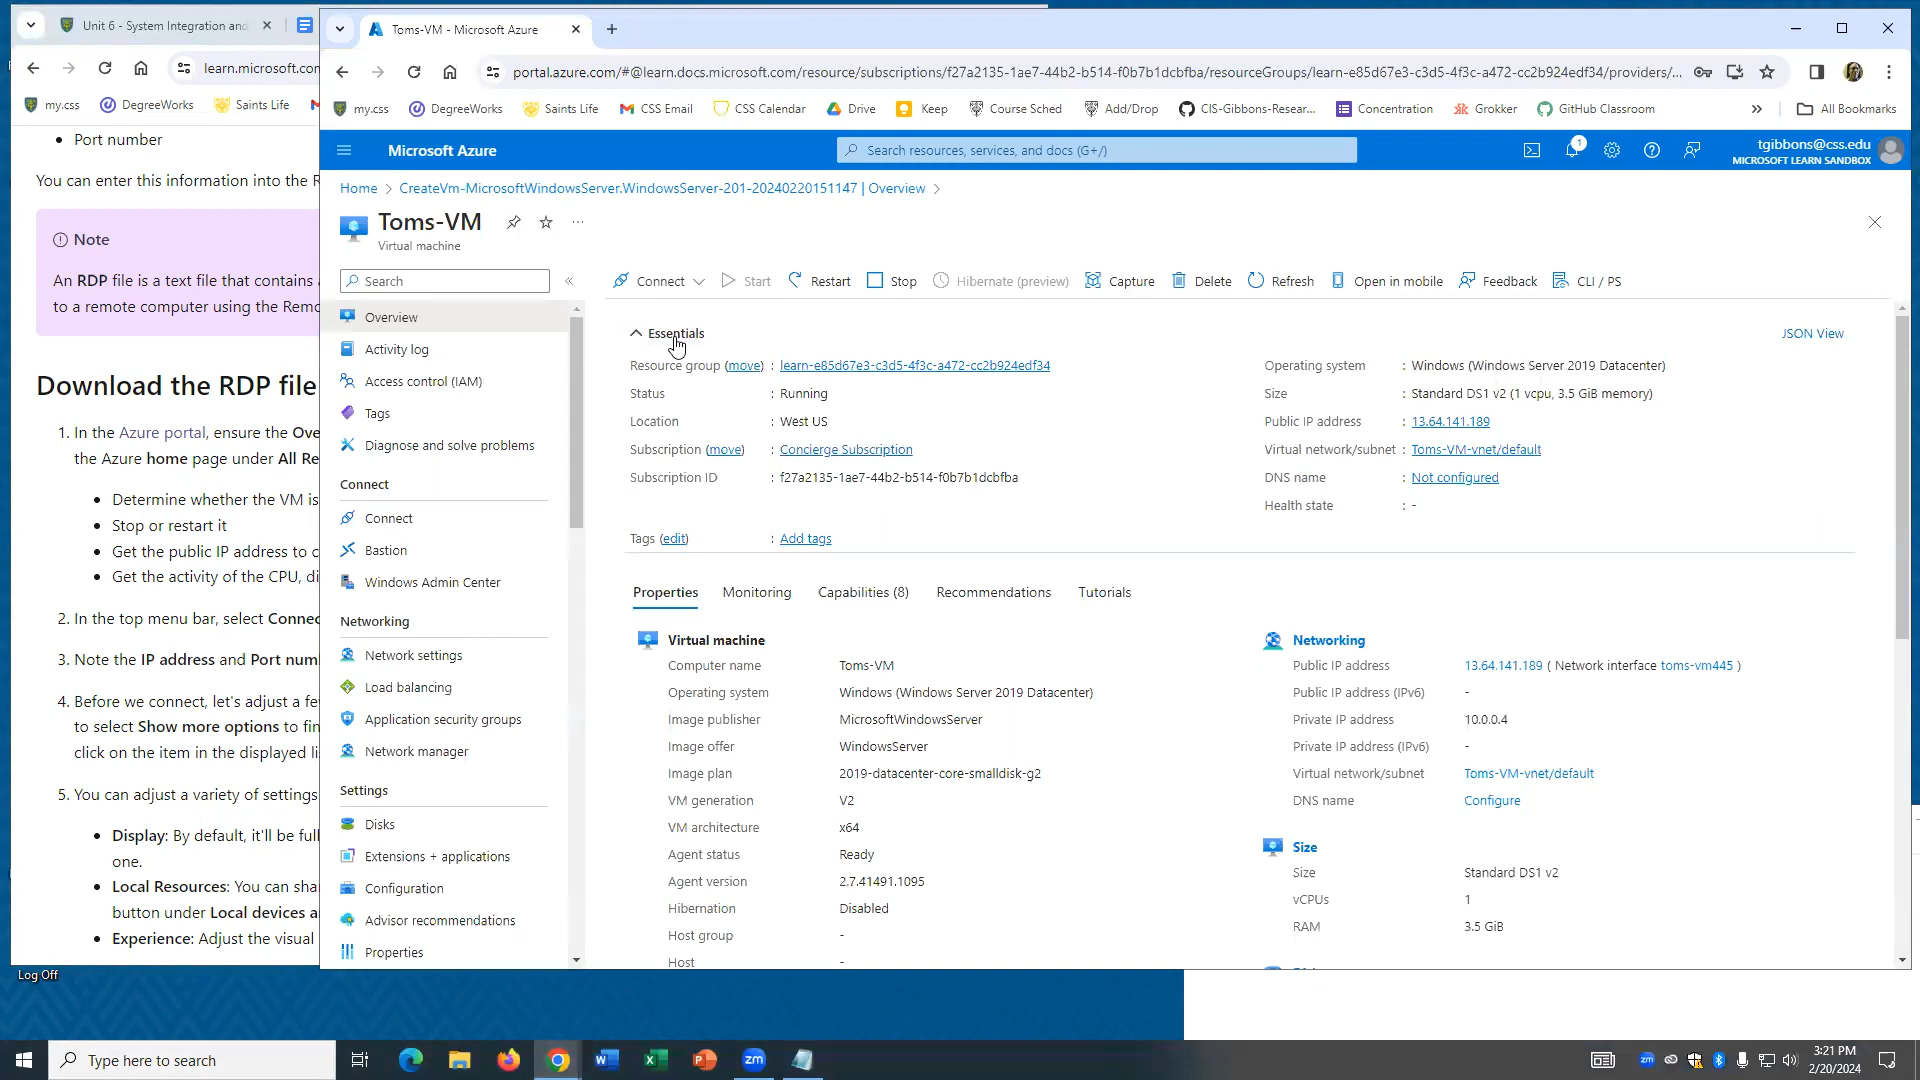 Unit 6 - System Integration and
learn.microsoft.com
my.css
DegreeWorks
Saints Life
Port number
You can enter this information into the R
Note
An RDP file is a text file that contains
to a remote computer using the Remo
Download the RDP file
1. In the Azure portal, ensure the Ove
the Azure home page under All Re
Determine whether the VM is
Stop or restart it
Get the public IP address to c
Get the activity of the CPU, di
2. In the top menu bar, select Connec
3. Note the IP address and Port num
4. Before we connect, let's adjust a fe
to select Show more options to fin
click on the item in the displayed li
5. You can adjust a variety of settings
Display: By default, it'll be full
one.
Local Resources: You can sha
button under Local devices a
Experience: Adjust the visual
Log Off
Toms-VM - Microsoft Azure
portal.azure.com/#@learn.docs.microsoft.com/resource/subscriptions/f27a2135-1ae7-44b2-b514-f0b7b1dcbfba/resourceGroups/learn-e85d67e3-c3d5-4f3c-a472-cc2b924edf34/providers/...
my.css
DegreeWorks
Saints Life
CSS Email
CSS Calendar
Drive
Keep
Course Sched
Add/Drop
CIS-Gibbons-Resear...
Concentration
Grokker
GitHub Classroom
All Bookmarks
Microsoft Azure
Search resources, services, and docs (G+/)
1
tgibbons@css.edu
MICROSOFT LEARN SANDBOX
Home > CreateVm-MicrosoftWindowsServer.WindowsServer-201-20240220151147 | Overview >
Toms-VM
Virtual machine
Search
Overview
Activity log
Access control (IAM)
Tags
Diagnose and solve problems
Connect
Connect
Bastion
Windows Admin Center
Networking
Network settings
Load balancing
Application security groups
Network manager
Settings
Disks
Extensions + applications
Configuration
Advisor recommendations
Properties
Connect
Start
Restart
Stop
Hibernate (preview)
Capture
Delete
Refresh
Open in mobile
Feedback
CLI / PS
Essentials
JSON View
Resource group (move) : learn-e85d67e3-c3d5-4f3c-a472-cc2b924edf34
Status : Running
Location : West US
Subscription (move) : Concierge Subscription
Subscription ID : f27a2135-1ae7-44b2-b514-f0b7b1dcbfba
Operating system : Windows (Windows Server 2019 Datacenter)
Size : Standard DS1 v2 (1 vcpu, 3.5 GiB memory)
Public IP address : 13.64.141.189
Virtual network/subnet : Toms-VM-vnet/default
DNS name : Not configured
Health state : -
Tags (edit) : Add tags
Properties
Monitoring
Capabilities (8)
Recommendations
Tutorials
Virtual machine
Computer name Toms-VM
Operating system Windows (Windows Server 2019 Datacenter)
Image publisher MicrosoftWindowsServer
Image offer WindowsServer
Image plan 2019-datacenter-core-smalldisk-g2
VM generation V2
VM architecture x64
Agent status Ready
Agent version 2.7.41491.1095
Hibernation Disabled
Host group -
Host -
Networking
Public IP address 13.64.141.189 ( Network interface toms-vm445 )
Public IP address (IPv6) -
Private IP address 10.0.0.4
Private IP address (IPv6) -
Virtual network/subnet Toms-VM-vnet/default
DNS name Configure
Size
Size Standard DS1 v2
vCPUs 1
RAM 3.5 GiB
Type here to search
3:21 PM
2/20/2024